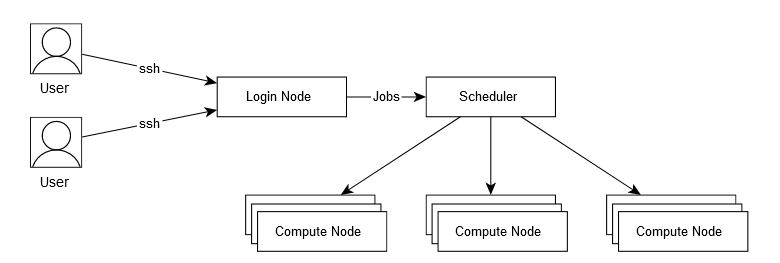 User
ssh
User
ssh
Login Node
Jobs
Scheduler
Compute Node
Compute Node
Compute Node